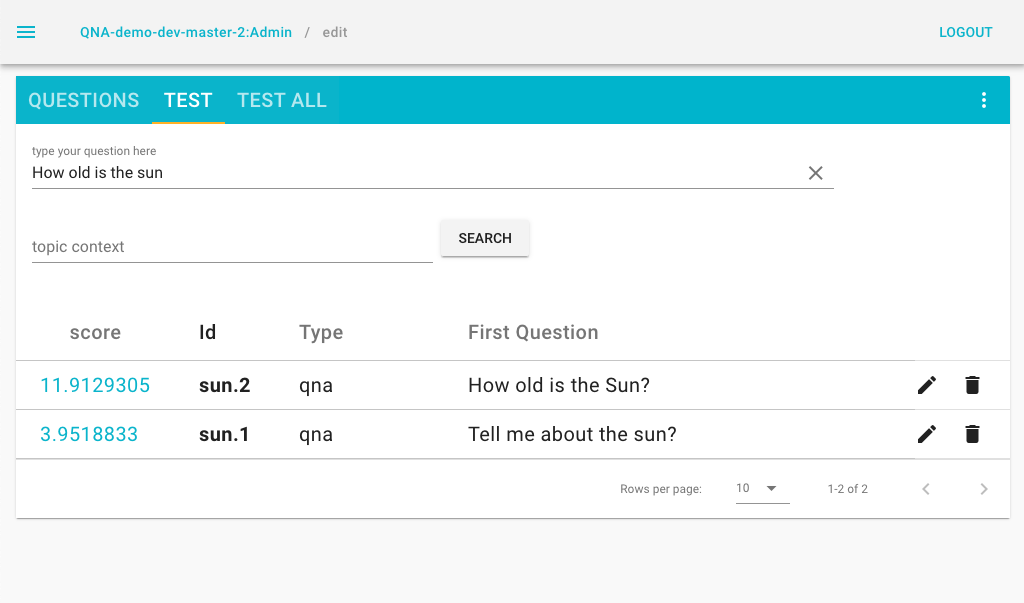 QNA-demo-dev-master-2:Admin / edit LOGOUT
QUESTIONS TEST TEST ALL
type your question here
How old is the sun
topic context SEARCH
score Id Type First Question
11.9129305 sun.2 qna How old is the Sun?
3.9518833 sun.1 qna Tell me about the sun?
Rows per page: 10 1-2 of 2